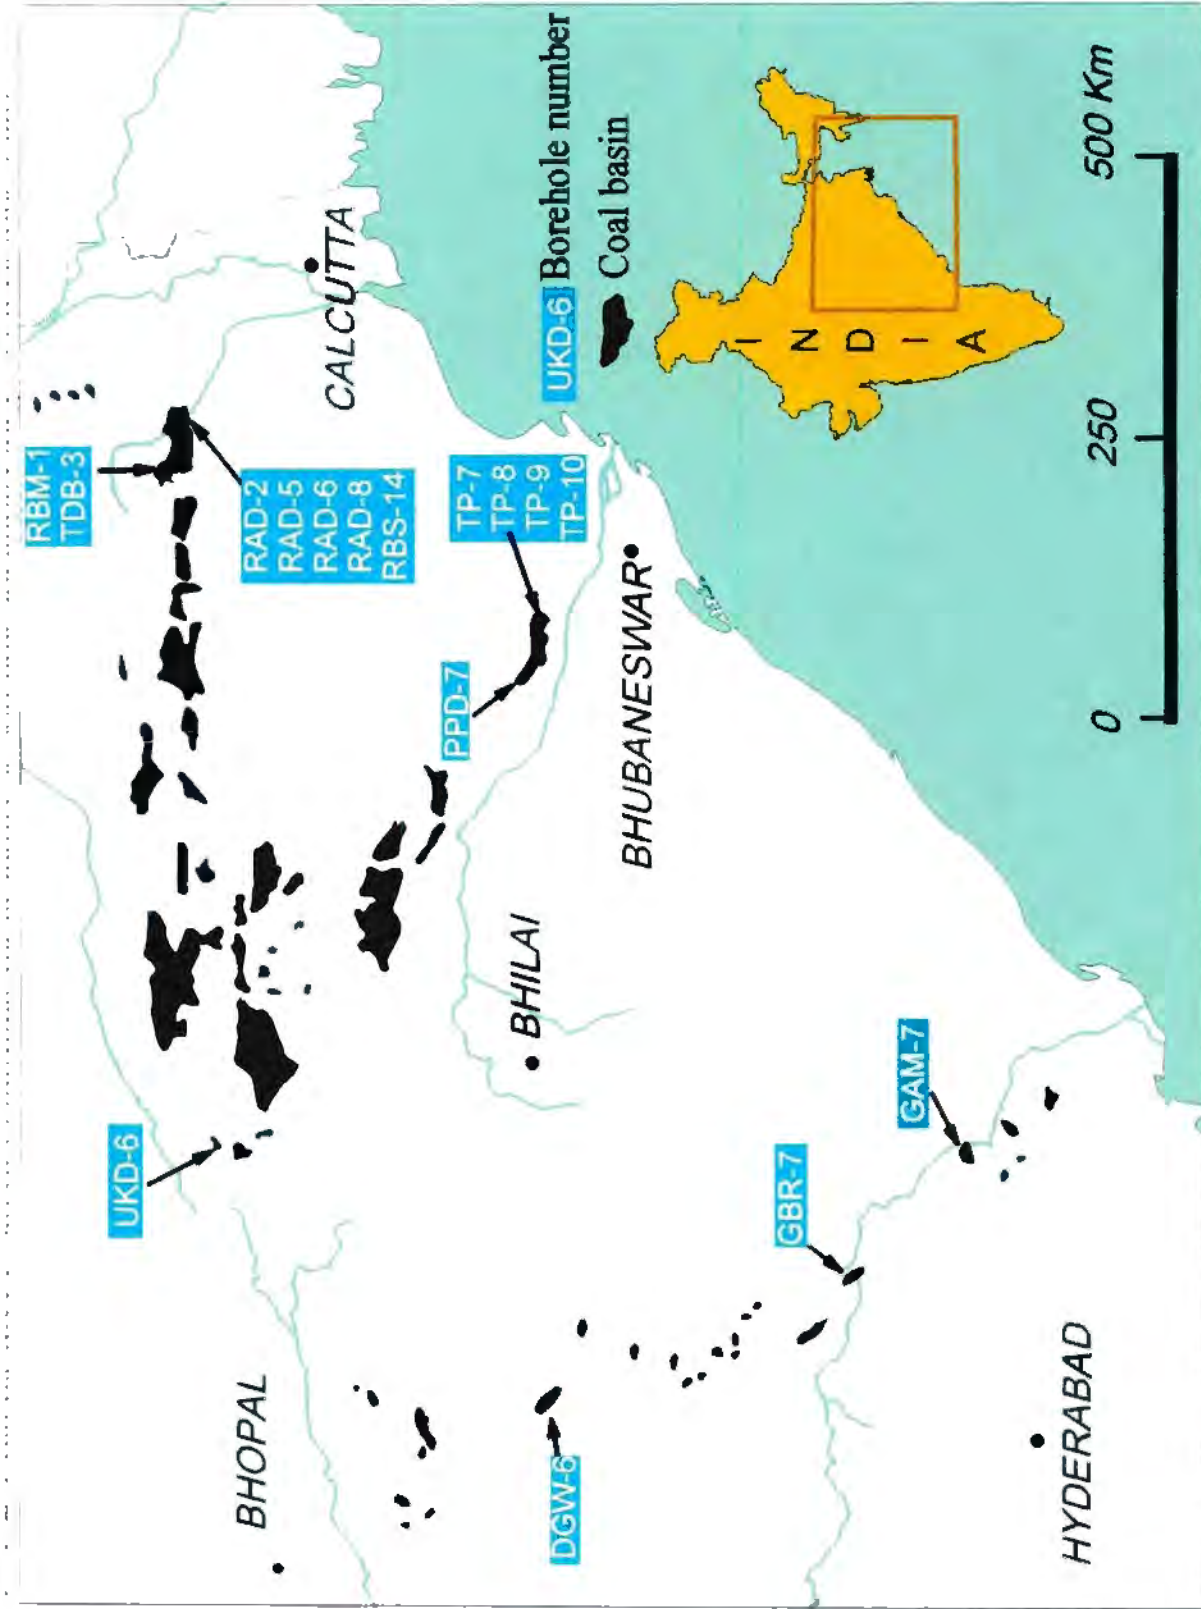 RBM-1
TDB-3
RAD-2
RAD-5
RAD-6
RAD-8
RBS-14
CALCUTTA
UKD-6
BHOPAL
PPD-7
TP-7
TP-8
TP-9
TP-10
BHILAI
DGW-6
BHUBANESWAR
GBR-7
GAM-7
HYDERABAD
UKD-6 Borehole number
Coal basin
INDIA
0 250 500 Km